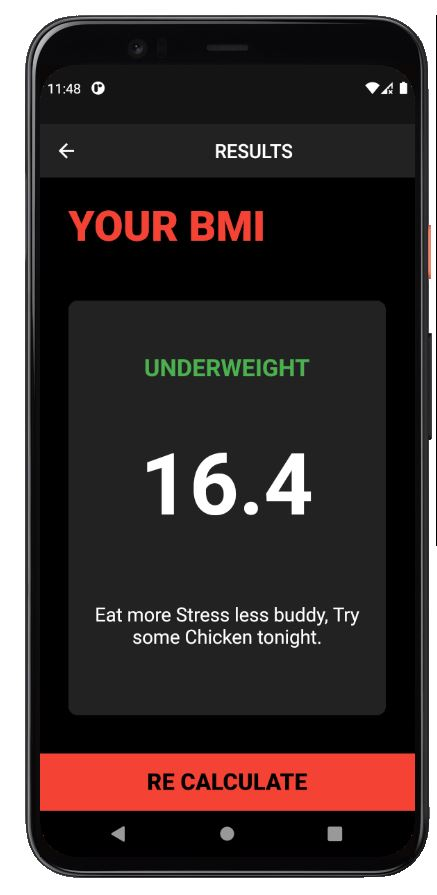 11:48
RESULTS
YOUR BMI
UNDERWEIGHT
16.4
Eat more Stress less buddy, Try
some Chicken tonight.
RE CALCULATE